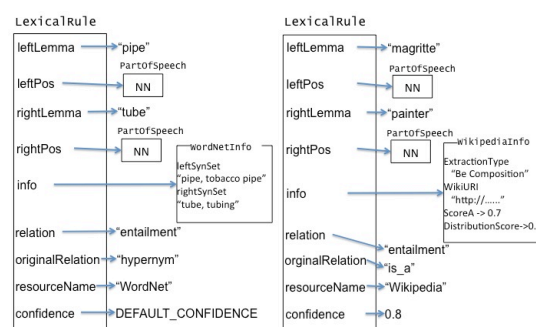 LexicalRule
leftLemma "pipe"
PartOfSpeech
leftPos NN
rightLemma "tube"
PartOfSpeech
rightPos NN
WordNetInfo
leftSynSet
"pipe, tobacco pipe"
rightSynSet
"tube, tubing"
info
relation "entailment"
originalRelation "hypernym"
resourceName "WordNet"
confidence DEFAULT_CONFIDENCE
LexicalRule
leftLemma "magritte"
PartOfSpeech
leftPos NN
rightLemma "painter"
PartOfSpeech
rightPos NN
WikipediaInfo
ExtractionType
"Be Composition"
WikiURI
"http://......"
ScoreA -> 0.7
DistributionScore->0.
info
relation "entailment"
orginalRelation "is_a"
resourceName "Wikipedia"
confidence 0.8